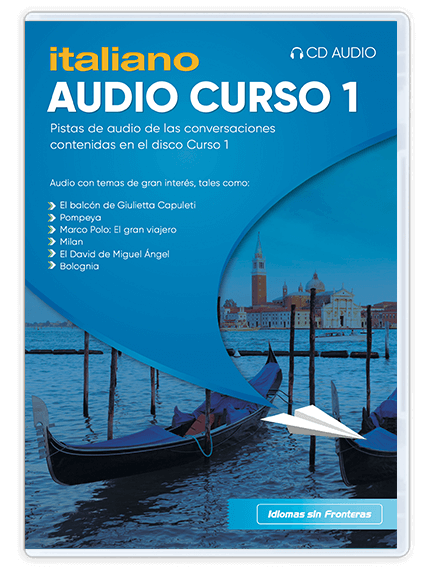 italiano
CD AUDIO
AUDIO CURSO 1
Pistas de audio de las conversaciones
contenidas en el disco Curso 1
Audio con temas de gran interés, tales como:
El balcón de Giulietta Capuleti
Pompeya
Marco Polo: El gran viajero
Milan
El David de Miguel Ángel
Bolognia
Idiomas sin Fronteras